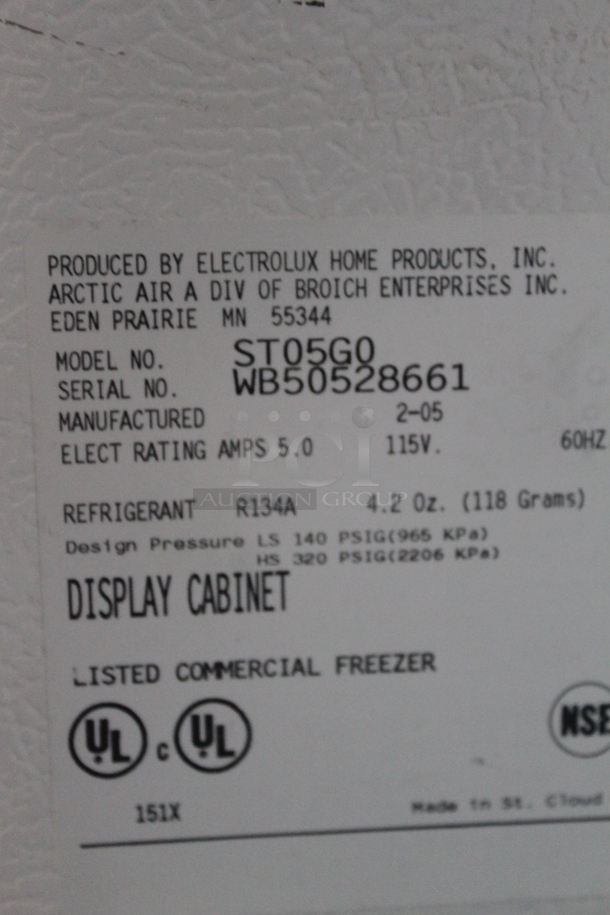 PRODUCED BY ELECTROLUX HOME PRODUCTS, INC.
ARCTIC AIR A DIV OF BROICH ENTERPRISES INC.
EDEN PRAIRIE MN 55344
MODEL NO. ST05G0
SERIAL NO. WB50528661
MANUFACTURED 2-05
ELECT RATING AMPS 5.0 115V. 60HZ
PCI
AUCTION GROUP
REFRIGERANT R134A 4.2 Oz. (118 Grams)
Design Pressure LS 140 PSIG(965 KPa)
HS 320 PSIG(2206 KPa)
DISPLAY CABINET
LISTED COMMERCIAL FREEZER
UL c UL NSF
151X Made in St. Cloud